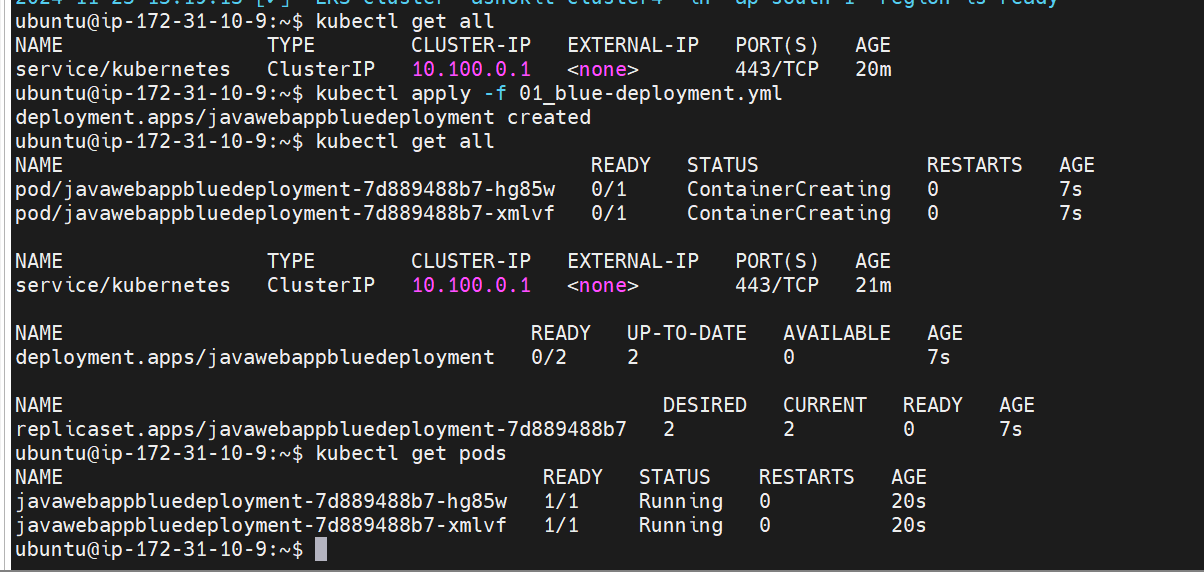 ubuntu@ip-172-31-10-9:~$ kubectl get all
NAME TYPE CLUSTER-IP EXTERNAL-IP PORT(S) AGE
service/kubernetes ClusterIP 10.100.0.1 <none> 443/TCP 20m
ubuntu@ip-172-31-10-9:~$ kubectl apply -f 01_blue-deployment.yml
deployment.apps/javawebappbluedeployment created
ubuntu@ip-172-31-10-9:~$ kubectl get all
NAME READY STATUS RESTARTS AGE
pod/javawebappbluedeployment-7d889488b7-hg85w 0/1 ContainerCreating 0 7s
pod/javawebappbluedeployment-7d889488b7-xmlvf 0/1 ContainerCreating 0 7s
NAME TYPE CLUSTER-IP EXTERNAL-IP PORT(S) AGE
service/kubernetes ClusterIP 10.100.0.1 <none> 443/TCP 21m
NAME READY UP-TO-DATE AVAILABLE AGE
deployment.apps/javawebappbluedeployment 0/2 2 0 7s
NAME DESIRED CURRENT READY AGE
replicaset.apps/javawebappbluedeployment-7d889488b7 2 2 0 7s
ubuntu@ip-172-31-10-9:~$ kubectl get pods
NAME READY STATUS RESTARTS AGE
javawebappbluedeployment-7d889488b7-hg85w 1/1 Running 0 20s
javawebappbluedeployment-7d889488b7-xmlvf 1/1 Running 0 20s
ubuntu@ip-172-31-10-9:~$